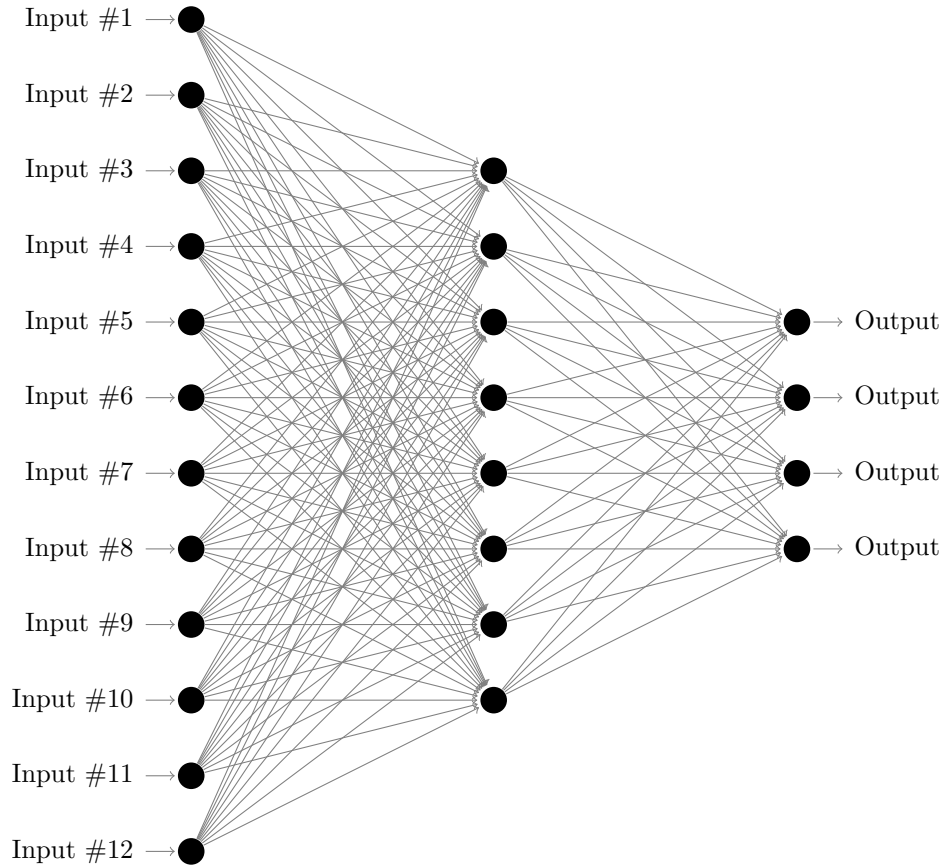 Input #1
Input #2
Input #3
Input #4
Input #5
Input #6
Input #7
Input #8
Input #9
Input #10
Input #11
Input #12
Output
Output
Output
Output